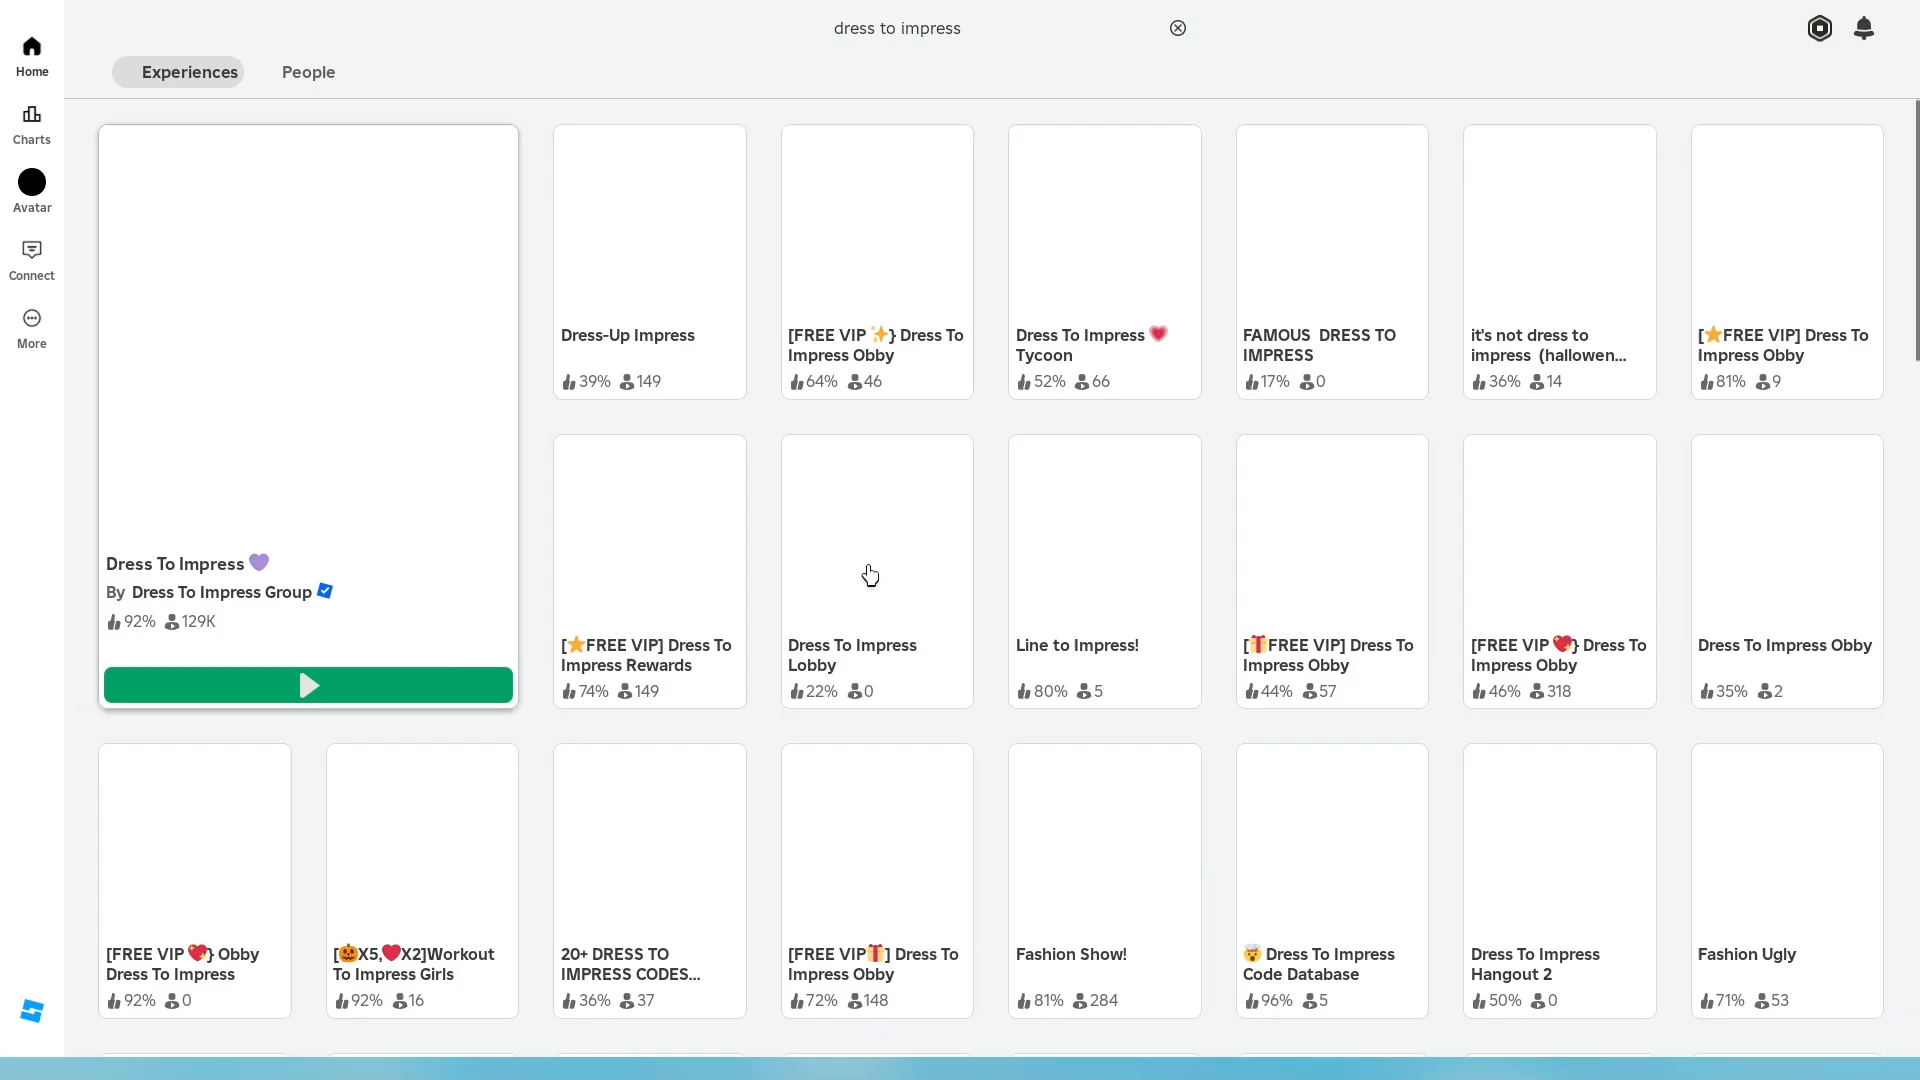 dress to impress
Home
Experiences
People
Charts
Avatar
Connect
More
Dress To Impress 💜
By Dress To Impress Group
92% 129K
Dress-Up Impress
39% 149
[FREE VIP ✨} Dress To
Impress Obby
64% 46
Dress To Impress 💗
Tycoon
52% 66
FAMOUS DRESS TO
IMPRESS
17% 0
it's not dress to
impress (hallowen...
36% 14
[⭐FREE VIP] Dress To
Impress Obby
81% 9
[⭐FREE VIP] Dress To
Impress Rewards
74% 149
Dress To Impress
Lobby
22% 0
Line to Impress!
80% 5
[🎁FREE VIP] Dress To
Impress Obby
44% 57
[FREE VIP 💖} Dress To
Impress Obby
46% 318
Dress To Impress Obby
35% 2
[FREE VIP 💖} Obby
Dress To Impress
92% 0
[🎃X5,❤️X2]Workout
To Impress Girls
92% 16
20+ DRESS TO
IMPRESS CODES...
36% 37
[FREE VIP🎁] Dress To
Impress Obby
72% 148
Fashion Show!
81% 284
🤯 Dress To Impress
Code Database
96% 5
Dress To Impress
Hangout 2
50% 0
Fashion Ugly
71% 53